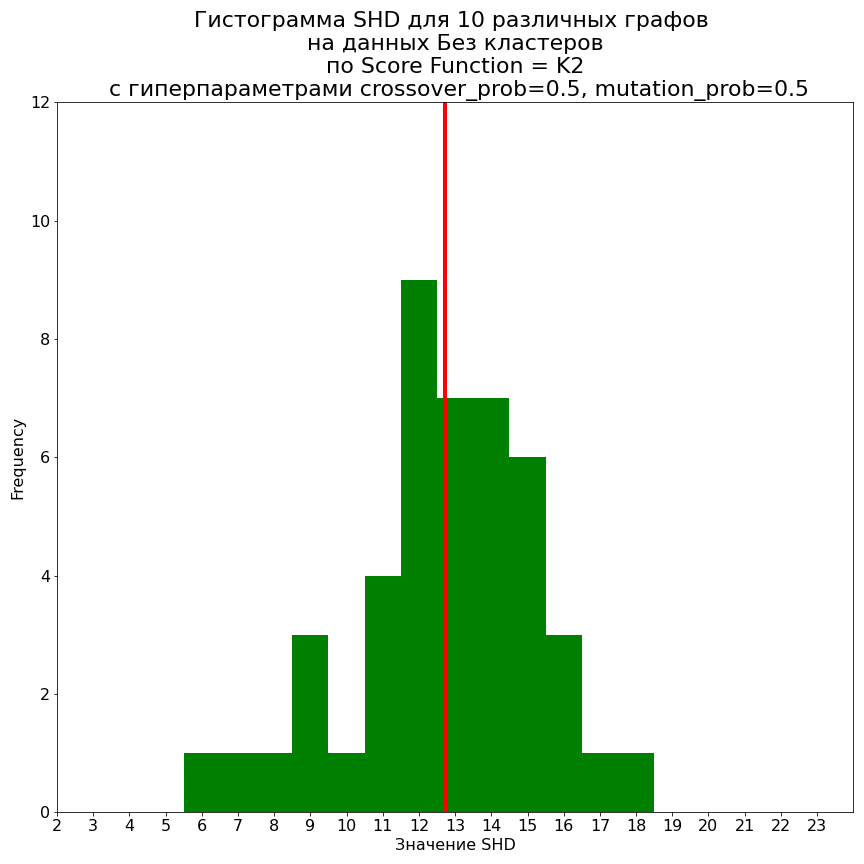 Гистограмма SHD для 10 различных графов
на данных Без кластеров
по Score Function = K2
с гиперпараметрами crossover_prob=0.5, mutation_prob=0.5
12
10
8
6
4
2
0
Frequency
2 3 4 5 6 7 8 9 10 11 12 13 14 15 16 17 18 19 20 21 22 23
Значение SHD